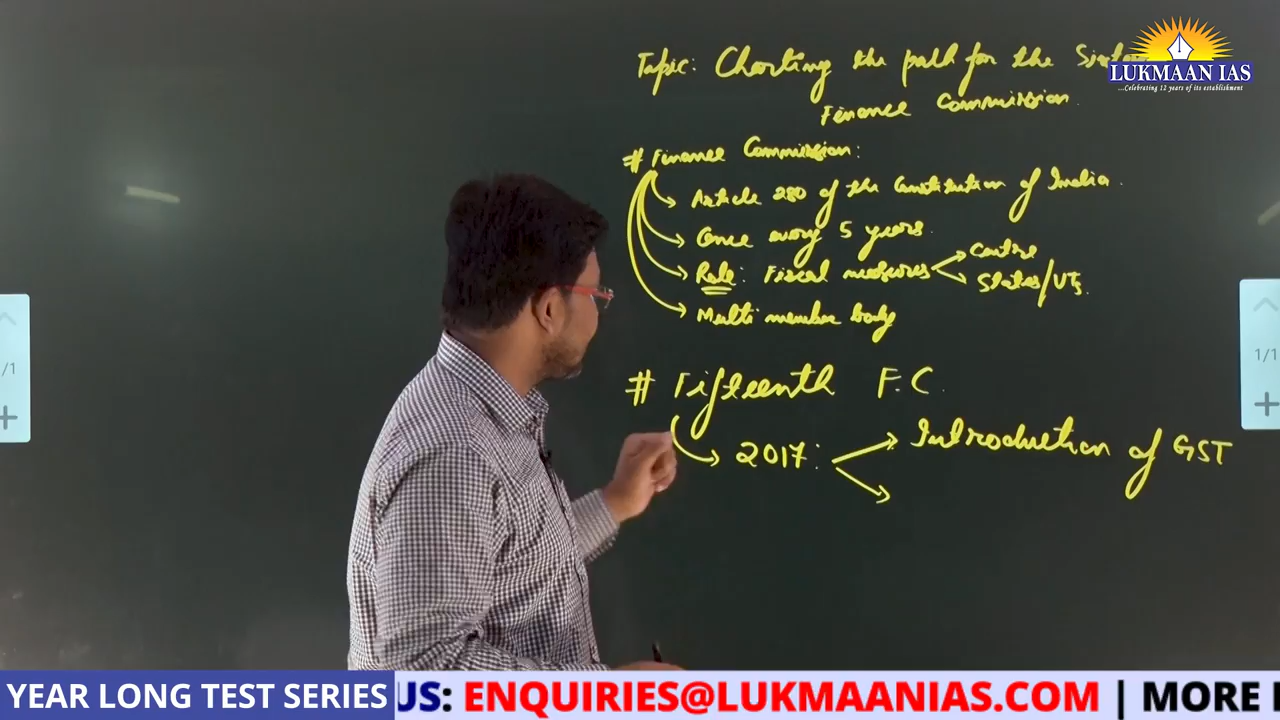 Topic: Charting the path for the
Finance Commission
LUKMAAN IAS
...Celebrating 12 years of its establishment
# Finance Commission:
Article 280 of the Constitution of India.
Once every 5 years.
Role: Fiscal measures
Centre
States/UTs.
Multi member body
# Fifteenth F.C.
2017: Introduction of GST
1/1
+
1/1
+
YEAR LONG TEST SERIES
US: ENQUIRIES@LUKMAANIAS.COM | MORE